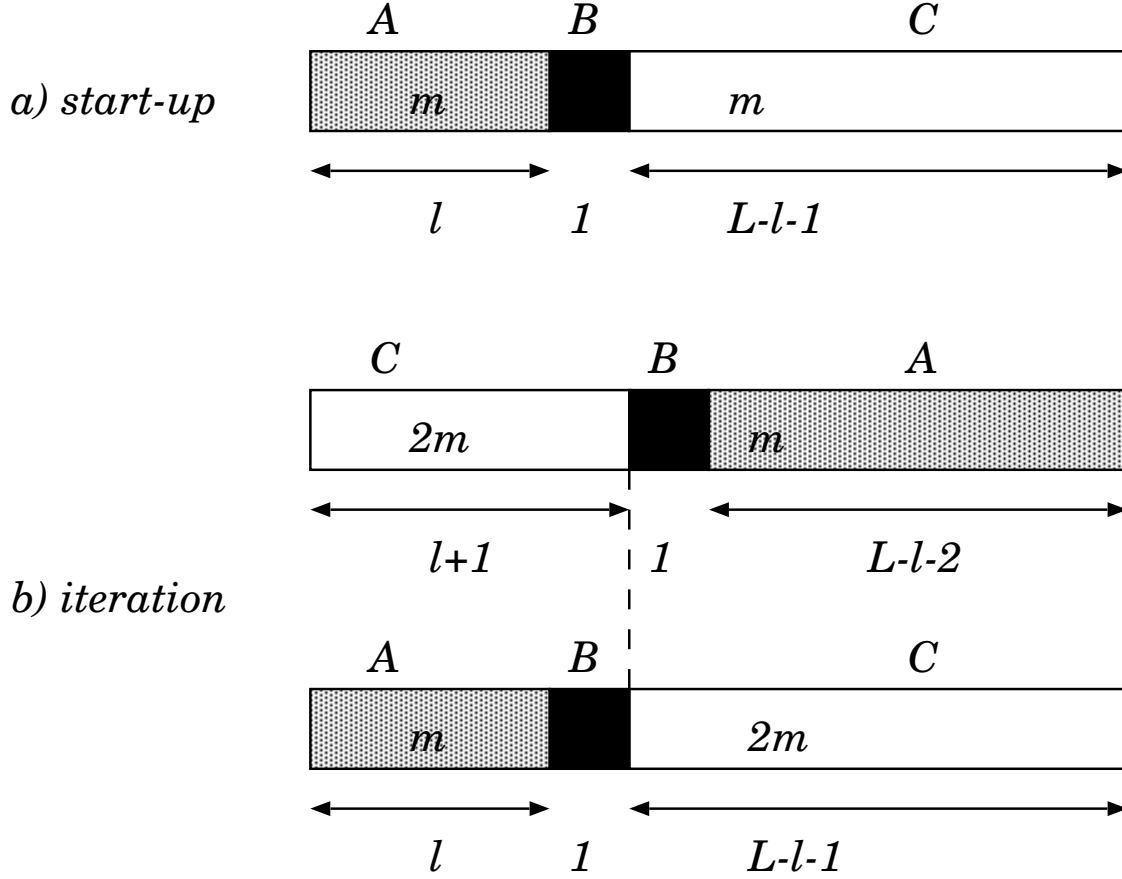 A B C
a) start-up m m
l 1 L-l-1
C B A
2m m
l+1 1 L-l-2
b) iteration
A B C
m 2m
l 1 L-l-1